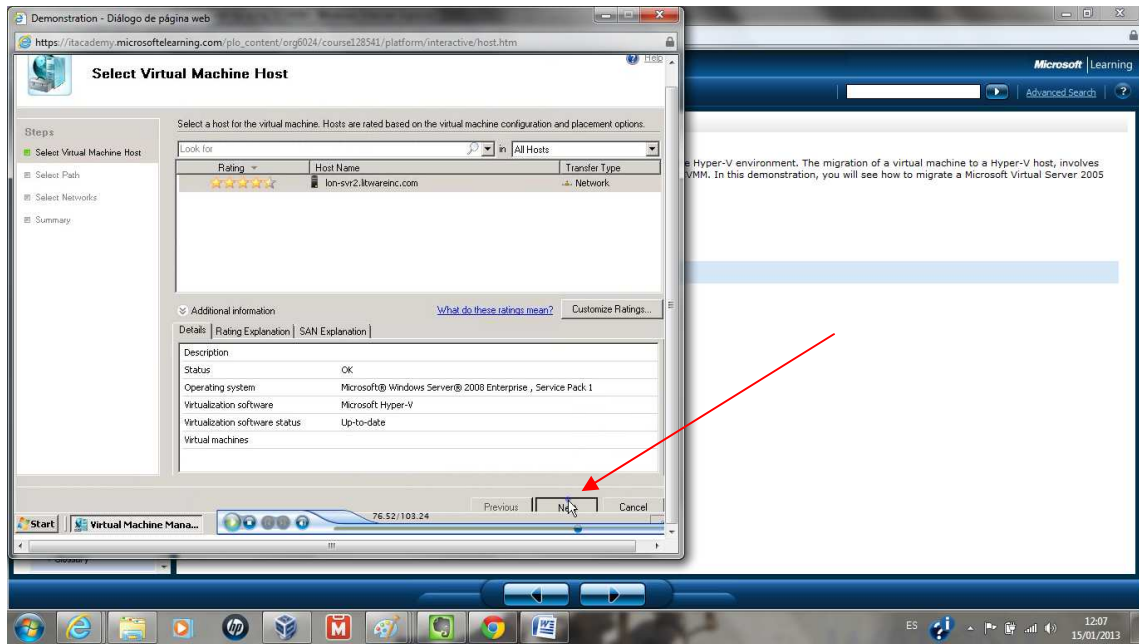 Demonstration - Diálogo de página web
https://itacademy.microsoftelearning.com/plo_content/org6024/course128541/platform/interactive/host.htm
Help
Select Virtual Machine Host
Microsoft | Learning
Advanced Search
Steps
Select Virtual Machine Host
Select Path
Select Networks
Summary
Select a host for the virtual machine. Hosts are rated based on the virtual machine configuration and placement options.
Look for in All Hosts
Rating Host Name Transfer Type
lon-svr2.litwareinc.com Network
e Hyper-V environment. The migration of a virtual machine to a Hyper-V host, involves
VMM. In this demonstration, you will see how to migrate a Microsoft Virtual Server 2005
Additional information What do these ratings mean? Customize Ratings...
Details Rating Explanation SAN Explanation
Description
Status OK
Operating system Microsoft® Windows Server® 2008 Enterprise , Service Pack 1
Virtualization software Microsoft Hyper-V
Virtualization software status Up-to-date
Virtual machines
Previous Cancel
Start Virtual Machine Mana... 76.52/103.24
ES 12:07
15/01/2013